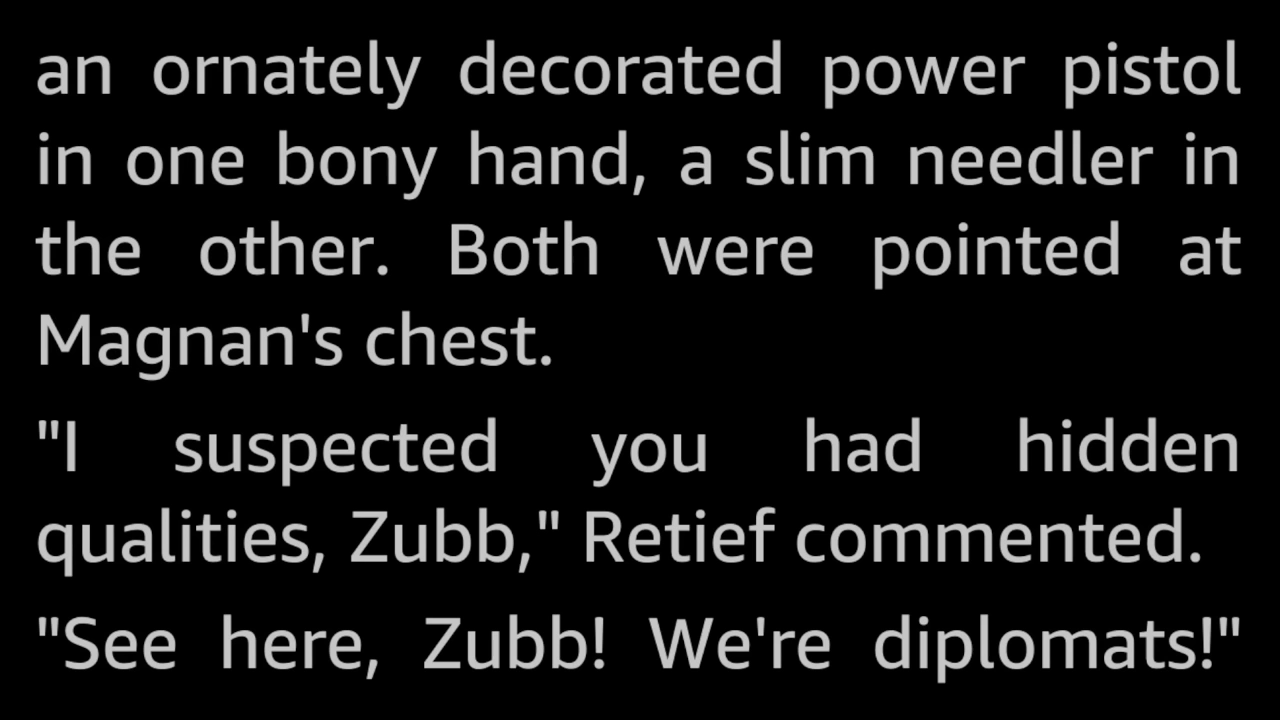 an ornately decorated power pistol
in one bony hand, a slim needler in
the other. Both were pointed at
Magnan's chest.
"I suspected you had hidden
qualities, Zubb," Retief commented.
"See here, Zubb! We're diplomats!"